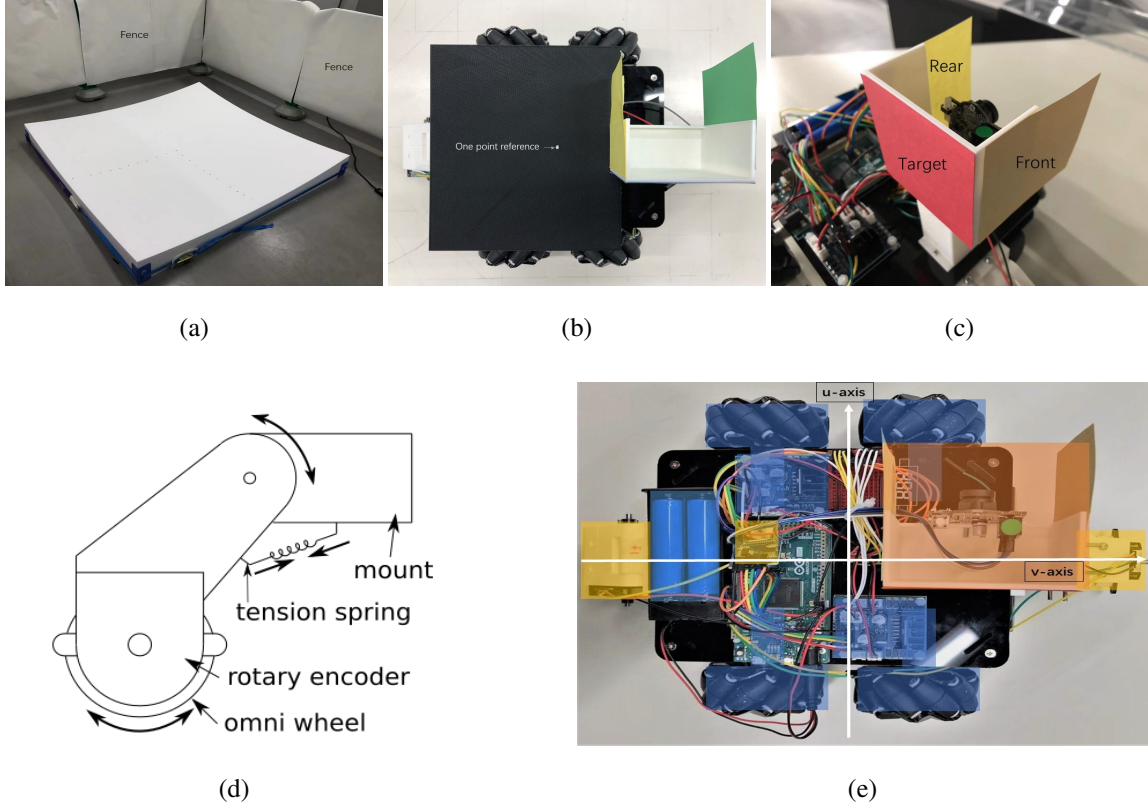 Fence
Fence
One point reference
Rear
Target
Front
(a)
(b)
(c)
mount
tension spring
rotary encoder
omni wheel
u-axis
v-axis
(d)
(e)